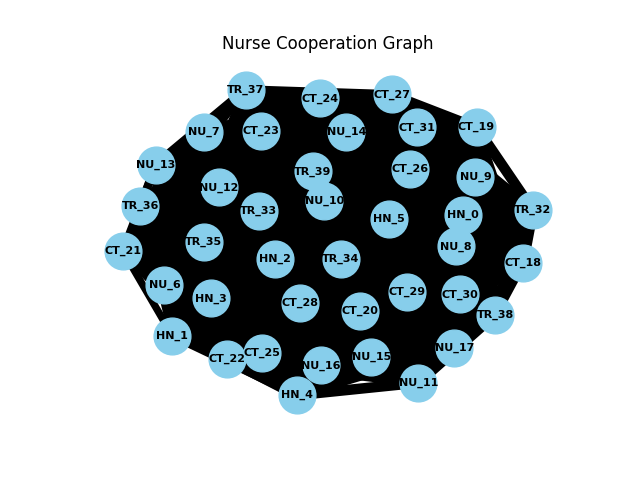 Nurse Cooperation Graph
TR_37
CT_24
CT_27
NU_7
CT_23
NU_14
CT_31
CT_19
NU_13
TR_39
CT_26
NU_9
NU_12
TR_36
TR_33
NU_10
HN_5
HN_0
TR_32
CT_21
TR_35
NU_8
HN_2
TR_34
CT_18
NU_6
HN_3
CT_28
CT_29
CT_30
CT_20
TR_38
HN_1
CT_22
CT_25
NU_16
NU_15
NU_17
HN_4
NU_11